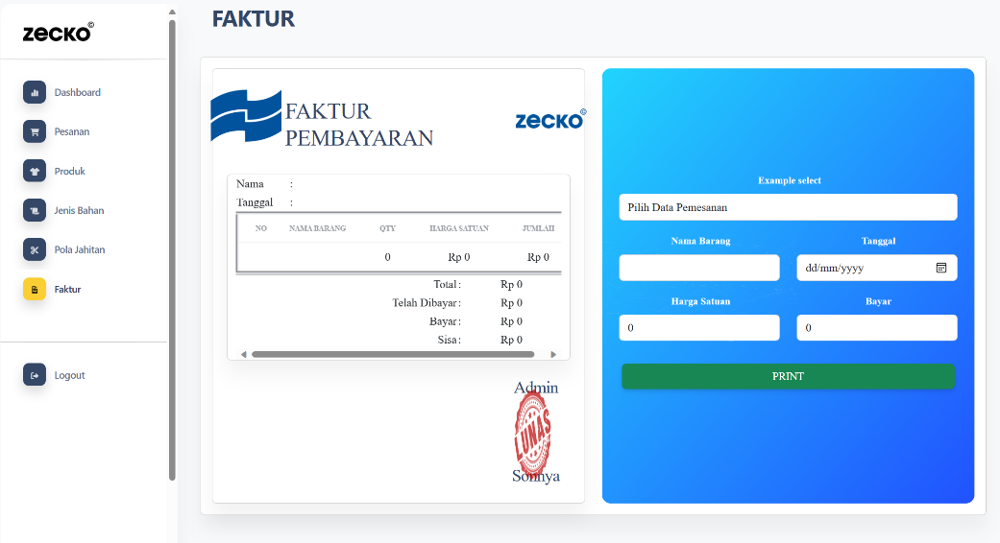 zecko©
Dashboard
Pesanan
Produk
Jenis Bahan
Pola Jahitan
Faktur
Logout
FAKTUR
FAKTUR
PEMBAYARAN
zecko©
Nama :
Tanggal :
NO NAMA BARANG QTY HARGA SATUAN JUMLAH
0 Rp 0 Rp 0
Total : Rp 0
Telah Dibayar : Rp 0
Bayar : Rp 0
Sisa : Rp 0
Admin
LUNAS
Sonnya
Example select
Pilih Data Pemesanan
Nama Barang Tanggal
dd/mm/yyyy
Harga Satuan Bayar
0 0
PRINT